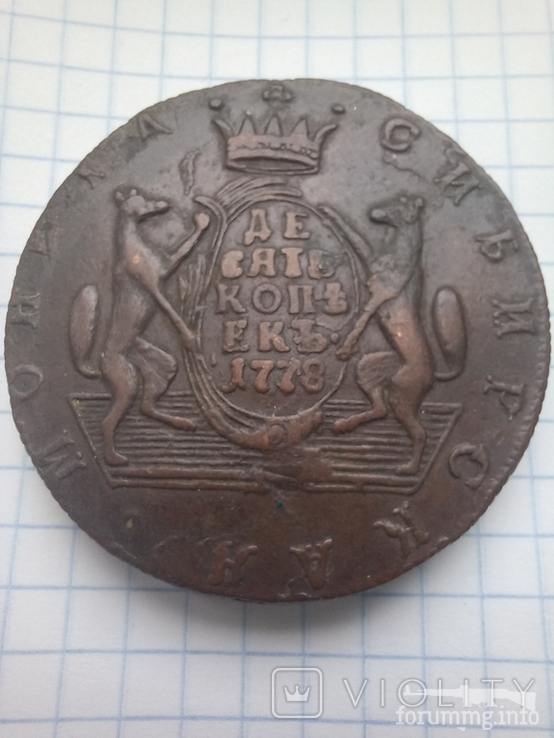 МОНЕТА СИБИРСКАЯ
ДЕ
СЯТЬ
КОПѢ
ЕКЪ
1778
VIOLITY
forummg.info